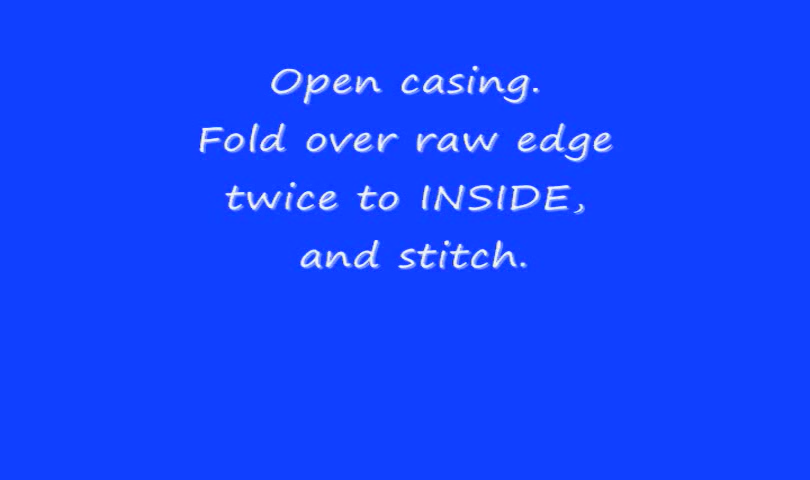 Open casing.
Fold over raw edge
twice to INSIDE,
and stitch.